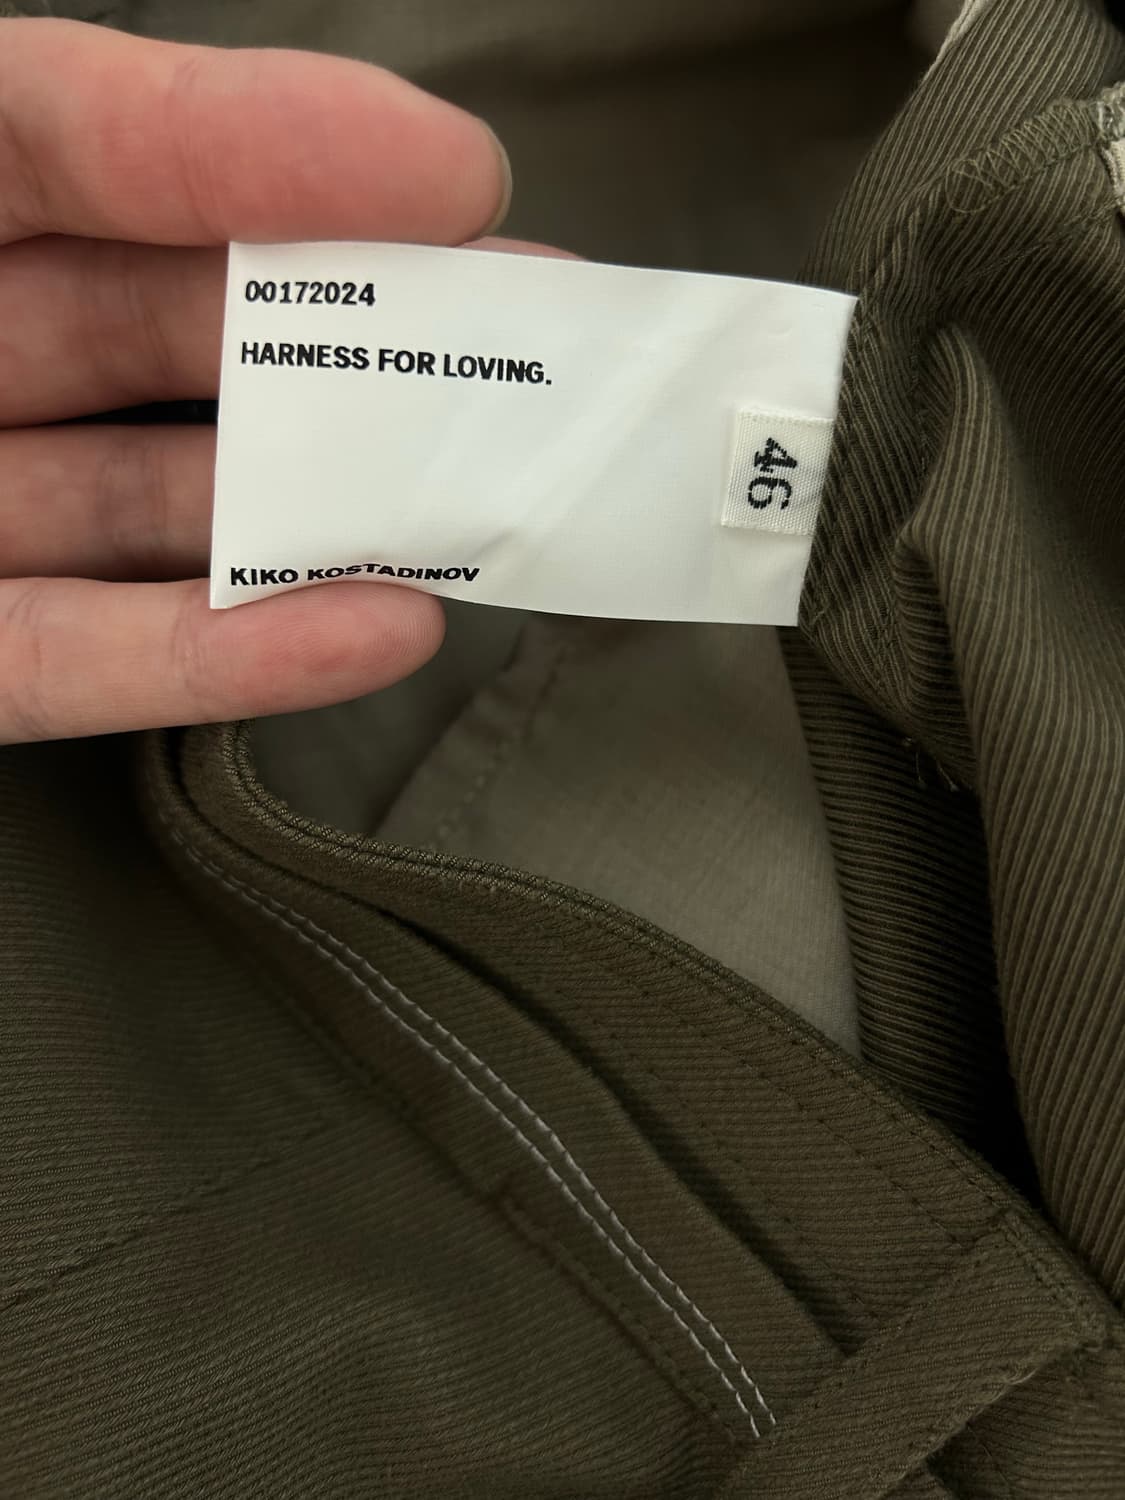 00172024
HARNESS FOR LOVING.
46
KIKO KOSTADINOV